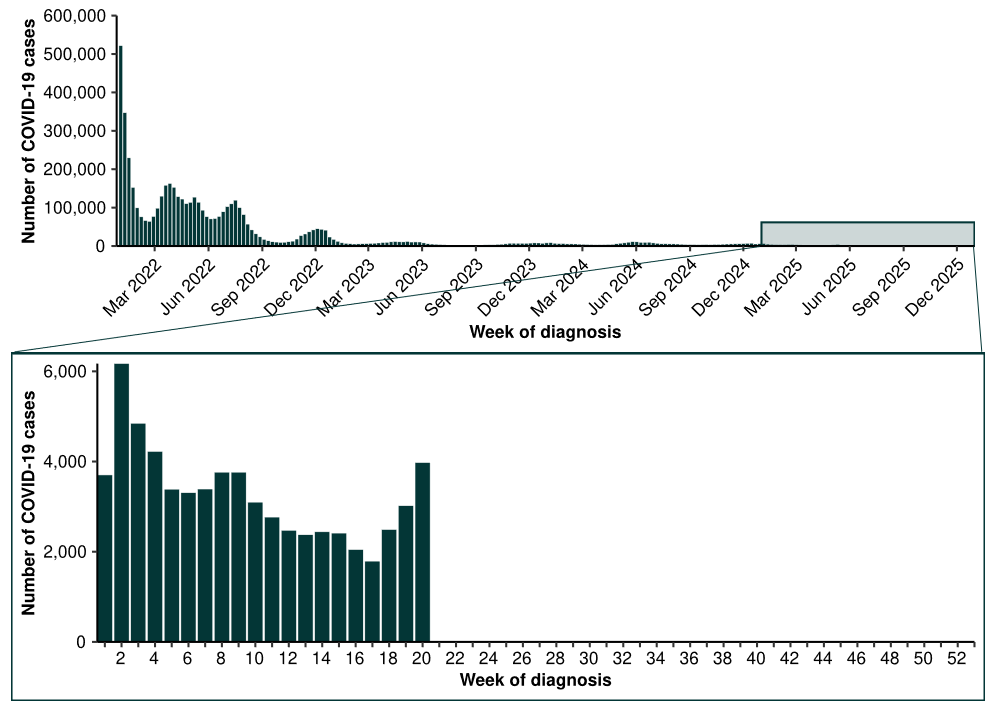 Number of COVID-19 cases
600,000
500,000
400,000
300,000
200,000
100,000
0
Mar 2022 Jun 2022 Sep 2022 Dec 2022 Mar 2023 Jun 2023 Sep 2023 Dec 2023 Mar 2024 Jun 2024 Sep 2024 Dec 2024 Mar 2025 Jun 2025 Sep 2025 Dec 2025
Week of diagnosis
Number of COVID-19 cases
6,000
4,000
2,000
0
2 4 6 8 10 12 14 16 18 20 22 24 26 28 30 32 34 36 38 40 42 44 46 48 50 52
Week of diagnosis